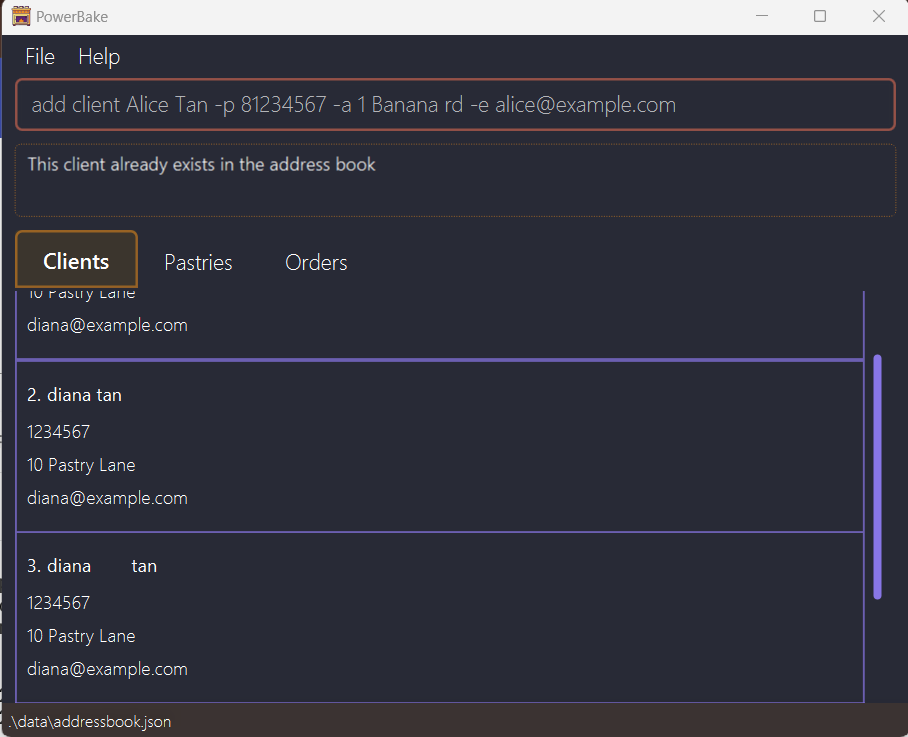 PowerBake
File Help
add client Alice Tan -p 81234567 -a 1 Banana rd -e alice@example.com
This client already exists in the address book
Clients Pastries Orders
10 Pastry Lane
diana@example.com
2. diana tan
1234567
10 Pastry Lane
diana@example.com
3. diana        tan
1234567
10 Pastry Lane
diana@example.com
.\data\addressbook.json